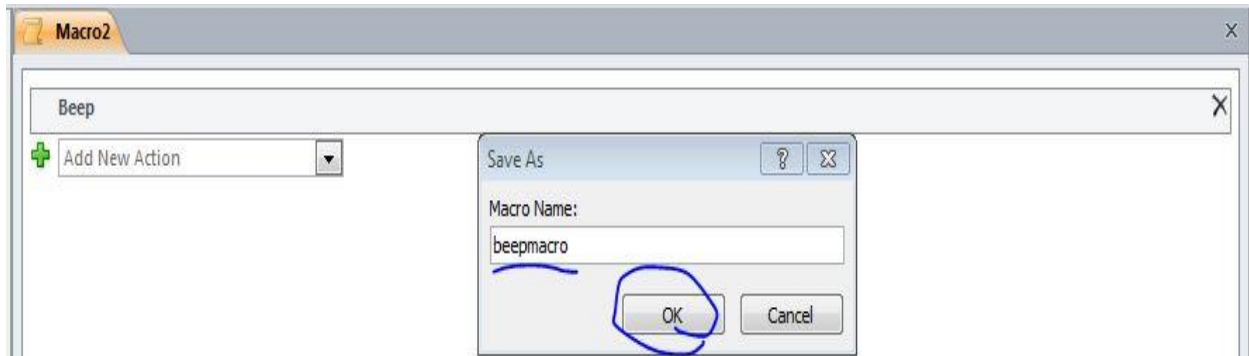 Macro2
Beep
Add New Action
Save As
Macro Name:
beepmacro
OK Cancel